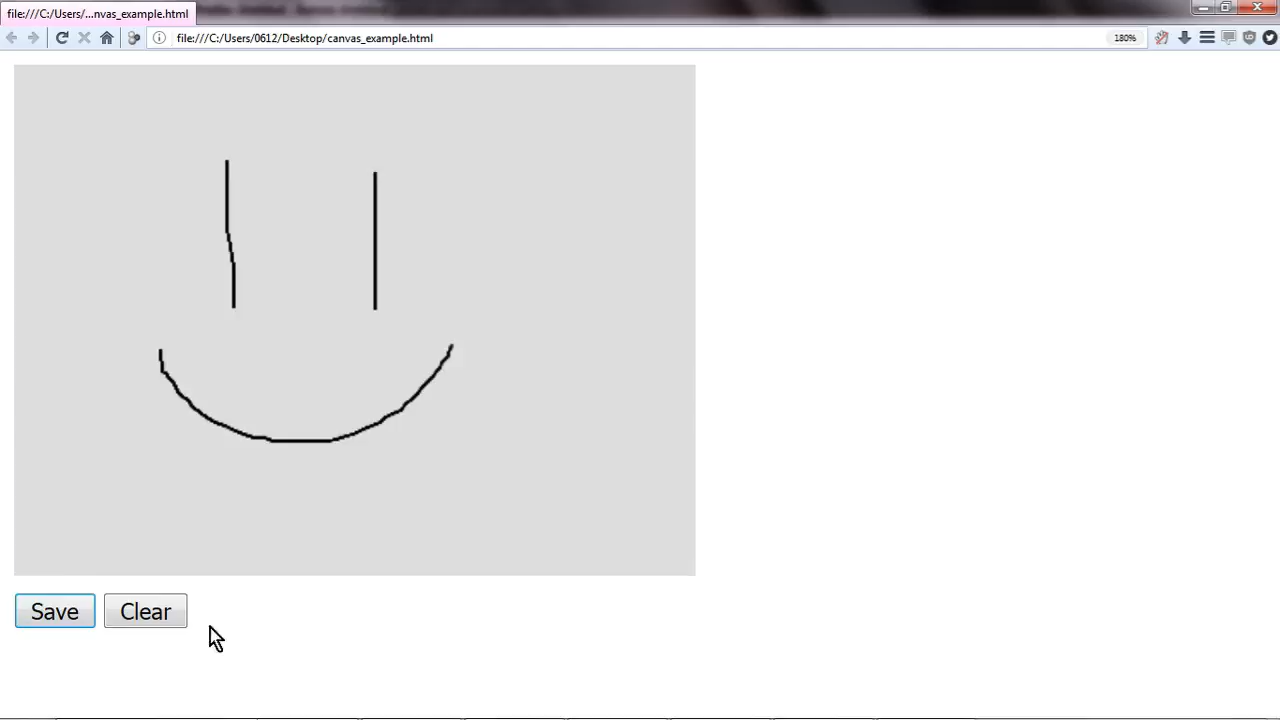 file:///C:/Users/...nvas_example.html
file:///C:/Users/0612/Desktop/canvas_example.html
180%
Save
Clear